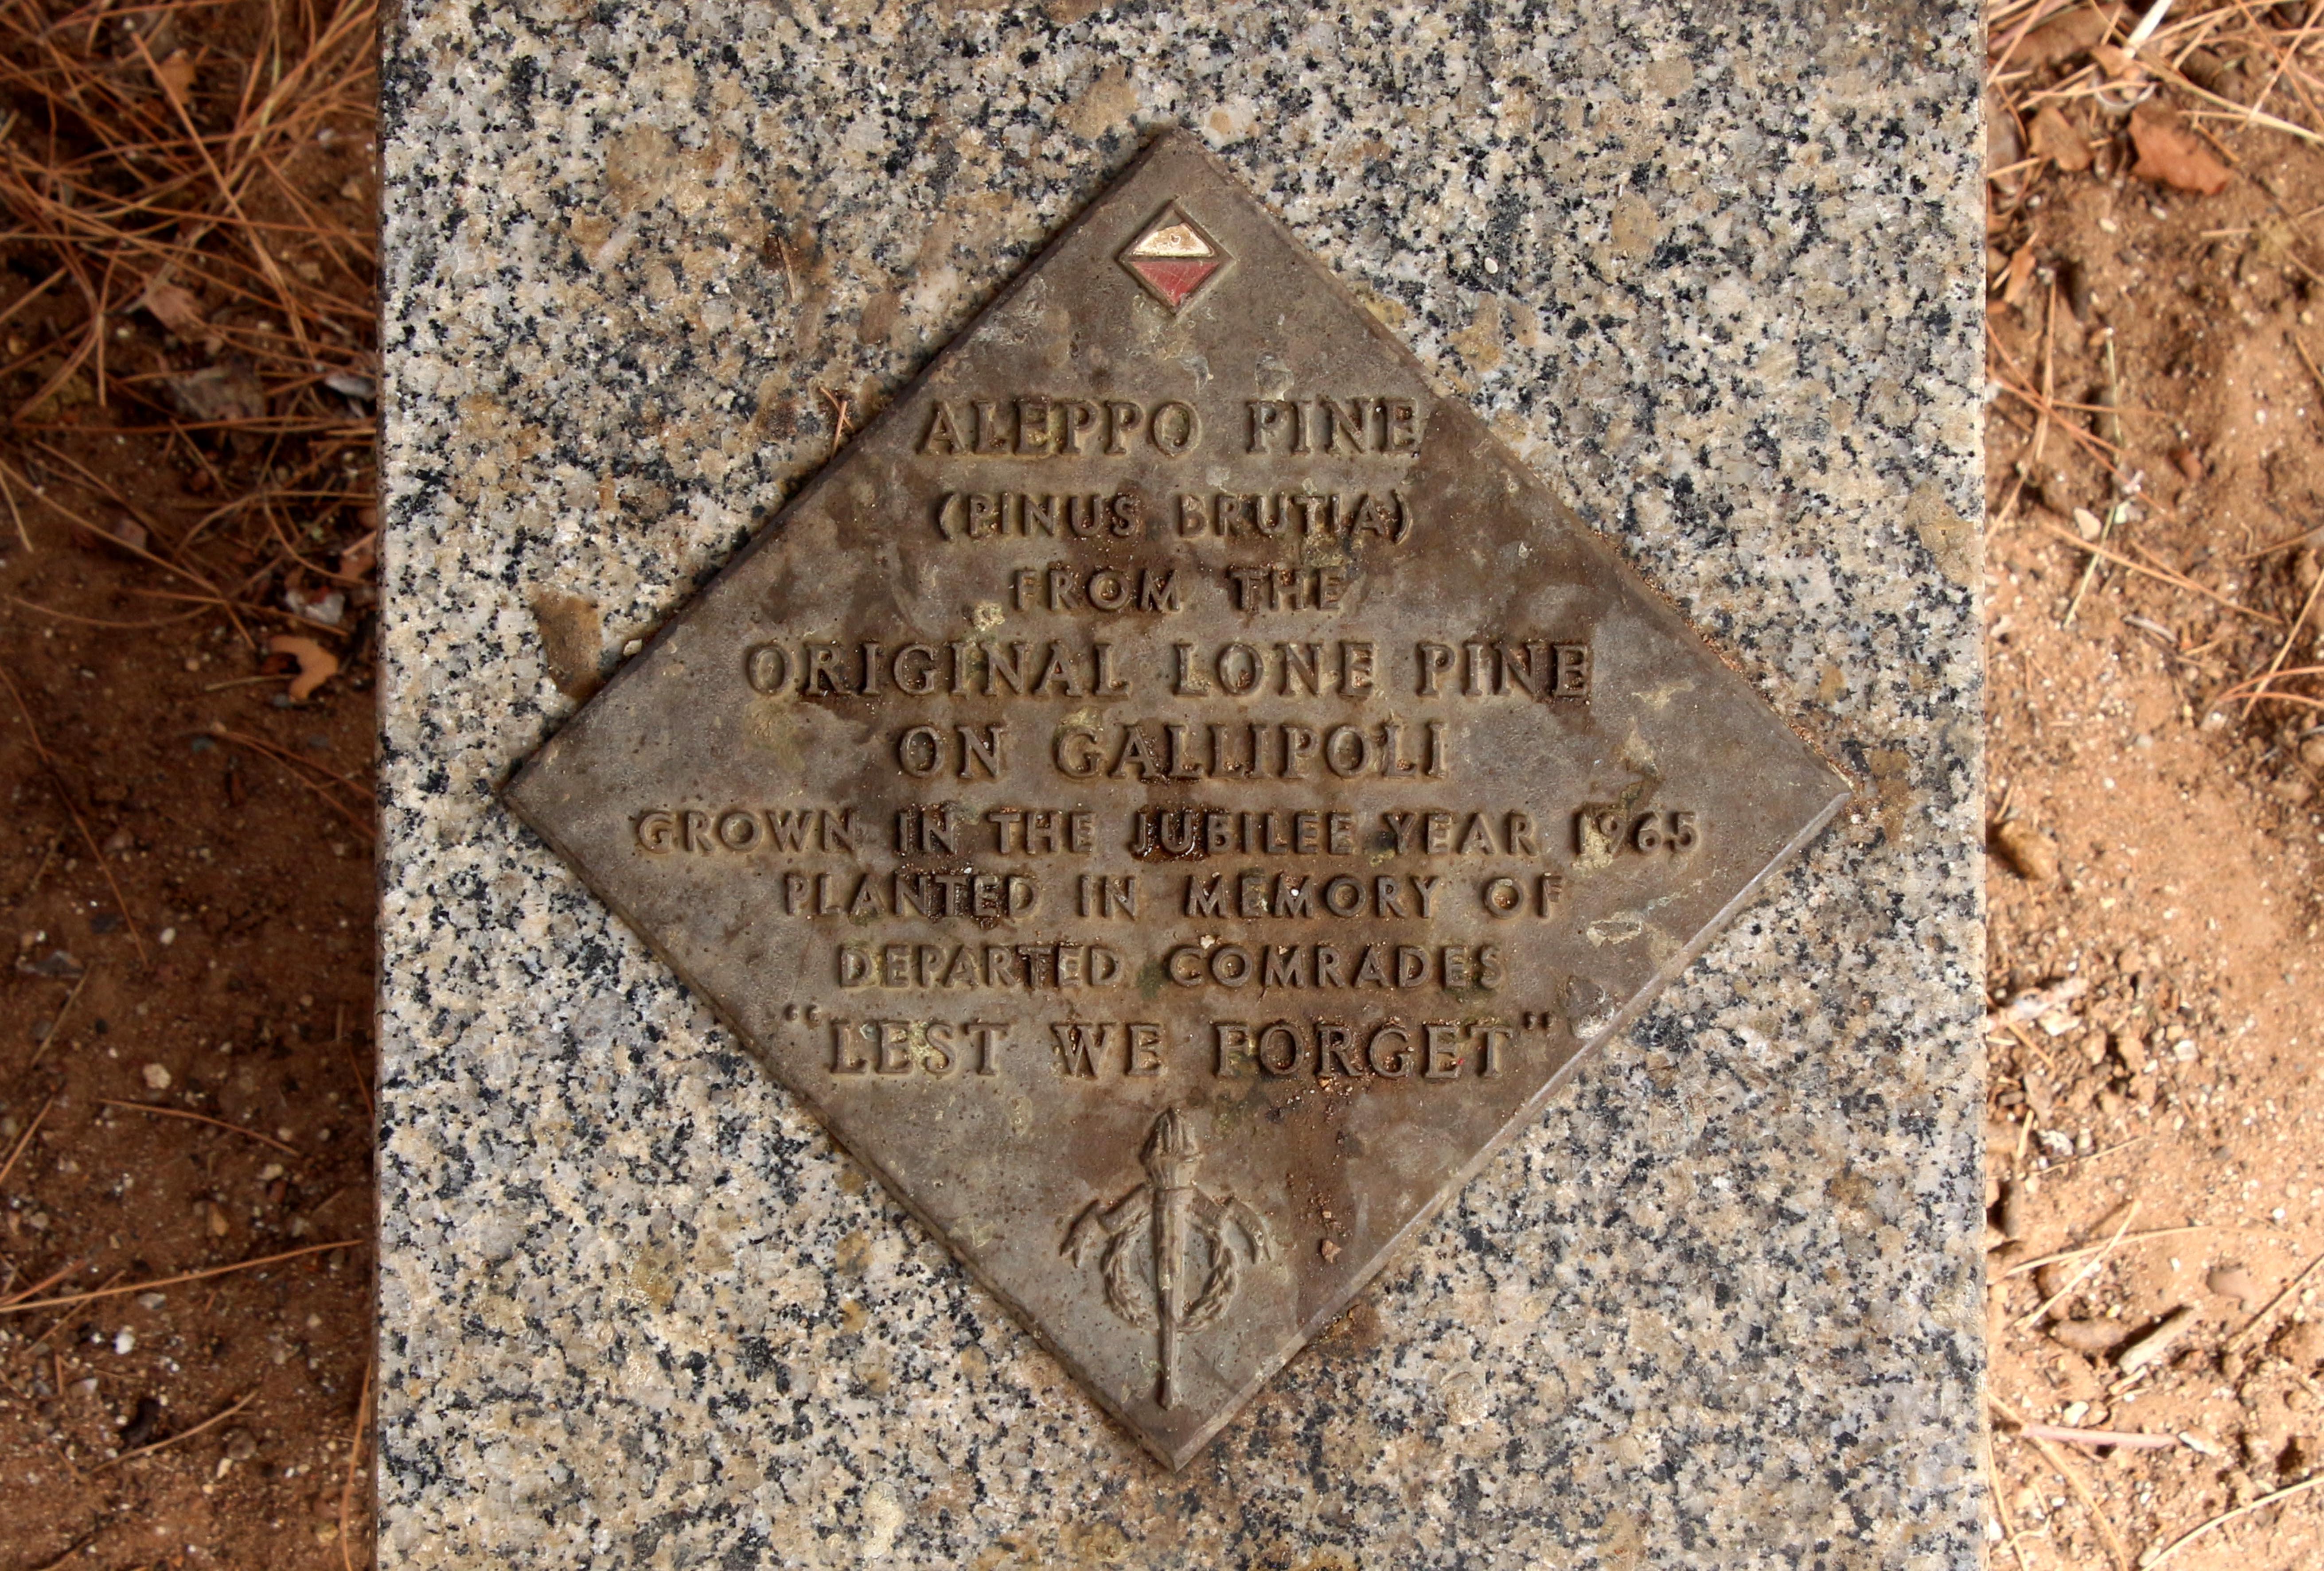 ALEPPO PINE
(PINUS BRUTIA)
FROM THE
ORIGINAL LONE PINE
ON GALLIPOLI
GROWN IN THE JUBILEE YEAR 1965
PLANTED IN MEMORY OF
DEPARTED COMRADES
"LEST WE FORGET"